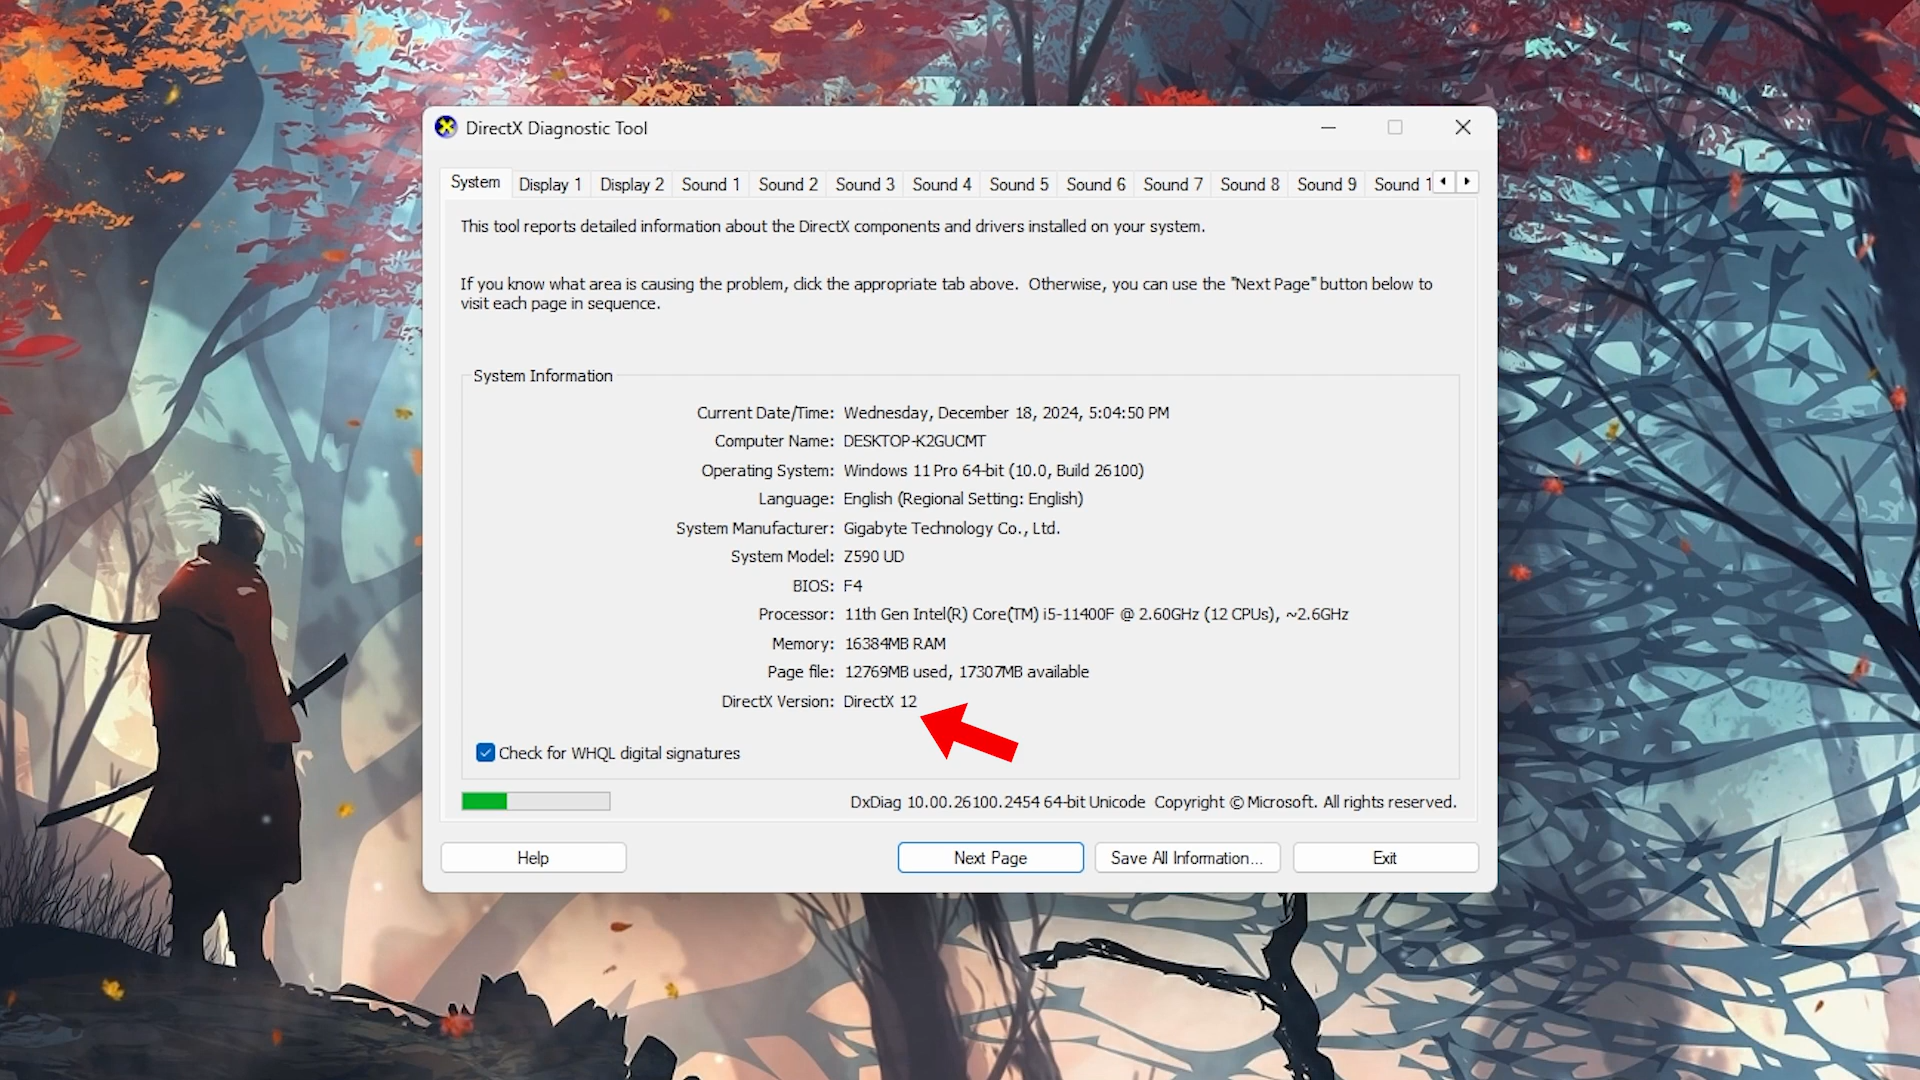 DirectX Diagnostic Tool
System Display 1 Display 2 Sound 1 Sound 2 Sound 3 Sound 4 Sound 5 Sound 6 Sound 7 Sound 8 Sound 9 Sound 1
This tool reports detailed information about the DirectX components and drivers installed on your system.
If you know what area is causing the problem, click the appropriate tab above.  Otherwise, you can use the "Next Page" button below to
visit each page in sequence.
System Information
Current Date/Time: Wednesday, December 18, 2024, 5:04:50 PM
Computer Name: DESKTOP-K2GUCMT
Operating System: Windows 11 Pro 64-bit (10.0, Build 26100)
Language: English (Regional Setting: English)
System Manufacturer: Gigabyte Technology Co., Ltd.
System Model: Z590 UD
BIOS: F4
Processor: 11th Gen Intel(R) Core(TM) i5-11400F @ 2.60GHz (12 CPUs), ~2.6GHz
Memory: 16384MB RAM
Page file: 12769MB used, 17307MB available
DirectX Version: DirectX 12
Check for WHQL digital signatures
DxDiag 10.00.26100.2454 64-bit Unicode  Copyright © Microsoft. All rights reserved.
Help Next Page Save All Information... Exit